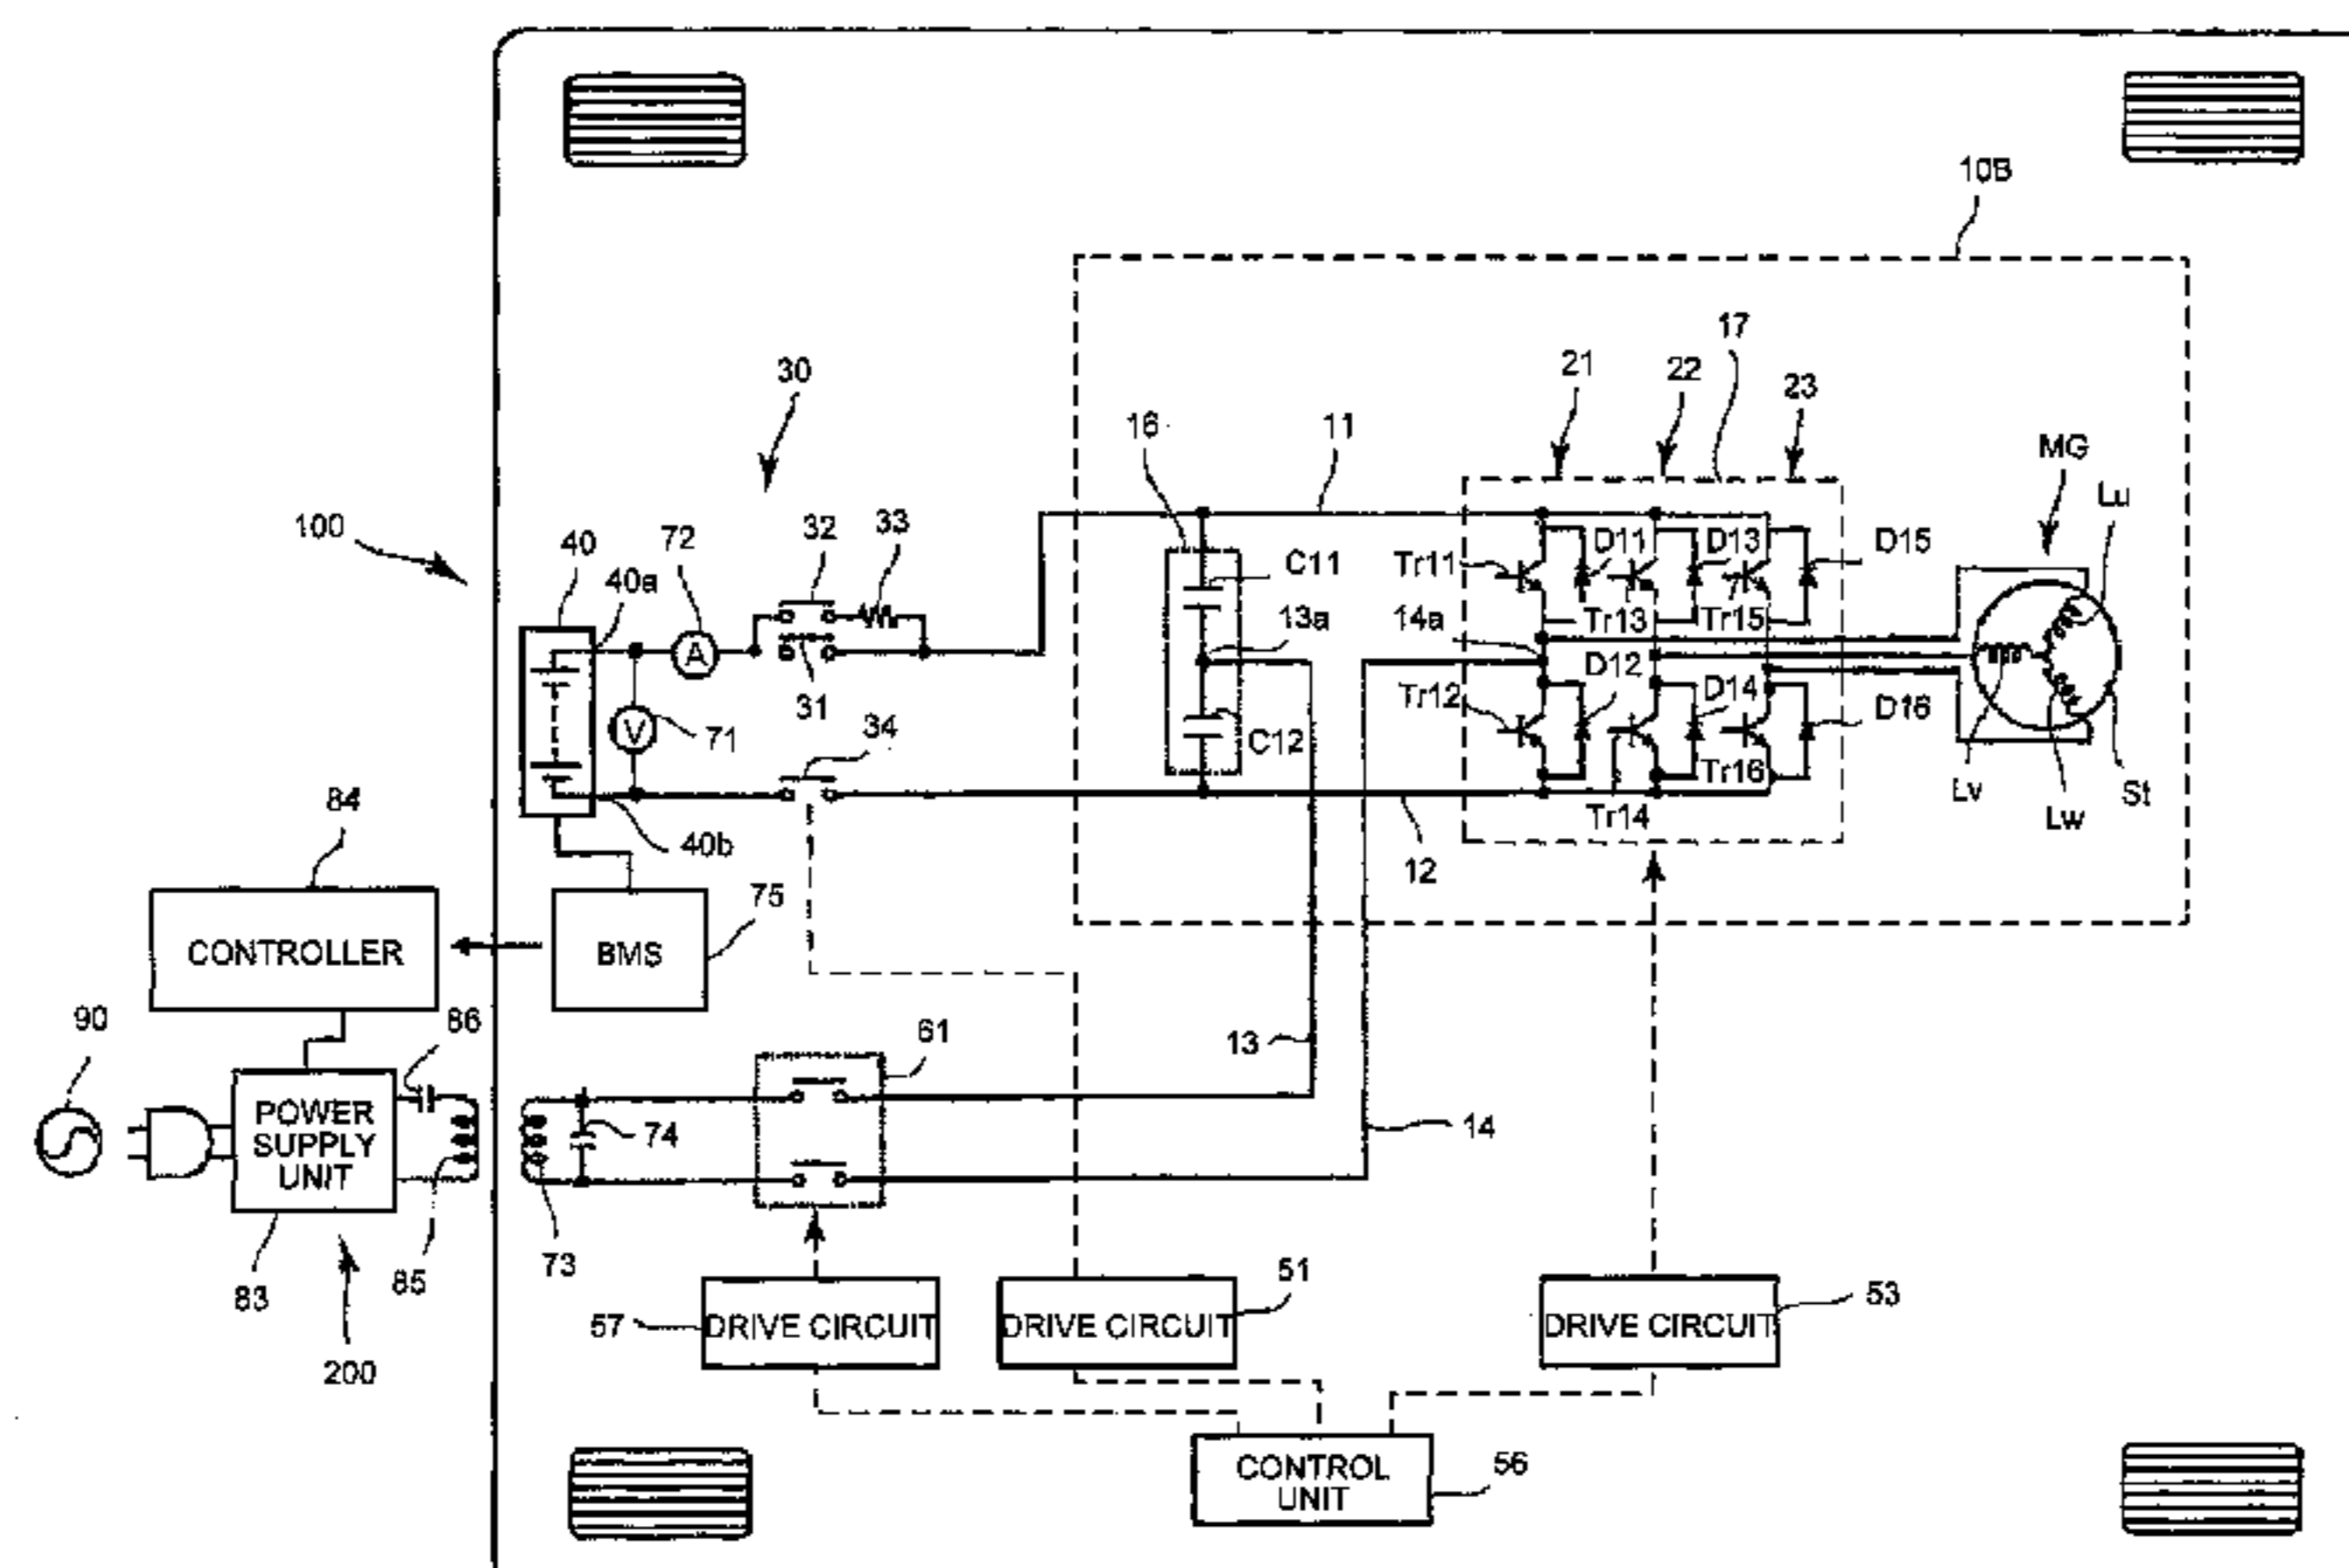 10B
17
21
22
23
30
16
11
MG
Lu
100
40
40a
72
32
33
C11
13a
14a
Tr11
D11
D13
D15
Tr13
Tr15
A
31
V
71
34
C12
Tr12
D12
D14
D16
Tr16
Tr14
Lv
Lw
St
40b
12
84
75
CONTROLLER
BMS
90
86
61
13
POWER
SUPPLY
UNIT
74
14
83
85
73
200
57
DRIVE CIRCUIT
51
DRIVE CIRCUIT
53
DRIVE CIRCUIT
CONTROL
UNIT
56